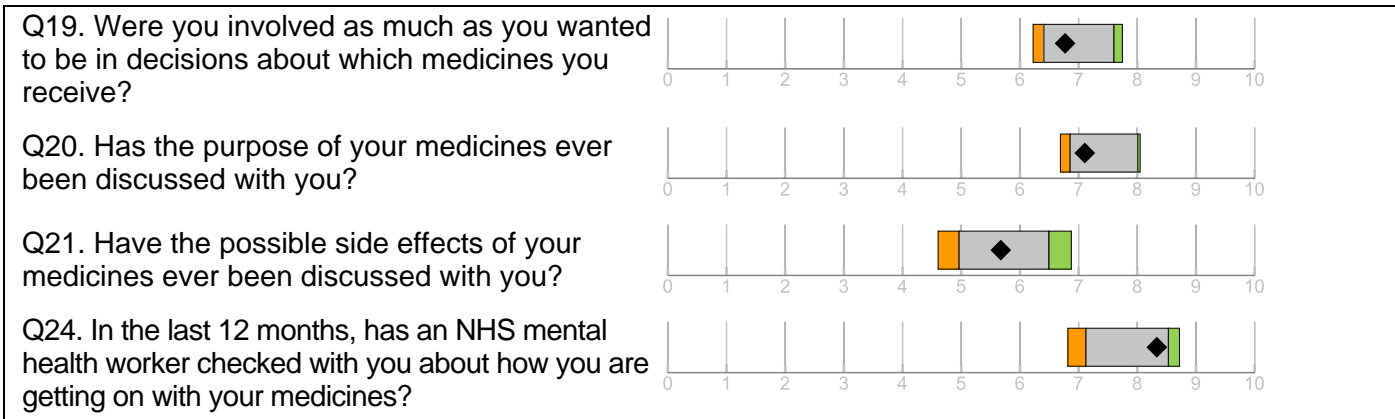 Q19. Were you involved as much as you wanted
to be in decisions about which medicines you
receive?
0 1 2 3 4 5 6 7 8 9 10
Q20. Has the purpose of your medicines ever
been discussed with you?
0 1 2 3 4 5 6 7 8 9 10
Q21. Have the possible side effects of your
medicines ever been discussed with you?
0 1 2 3 4 5 6 7 8 9 10
Q24. In the last 12 months, has an NHS mental
health worker checked with you about how you are
getting on with your medicines?
0 1 2 3 4 5 6 7 8 9 10